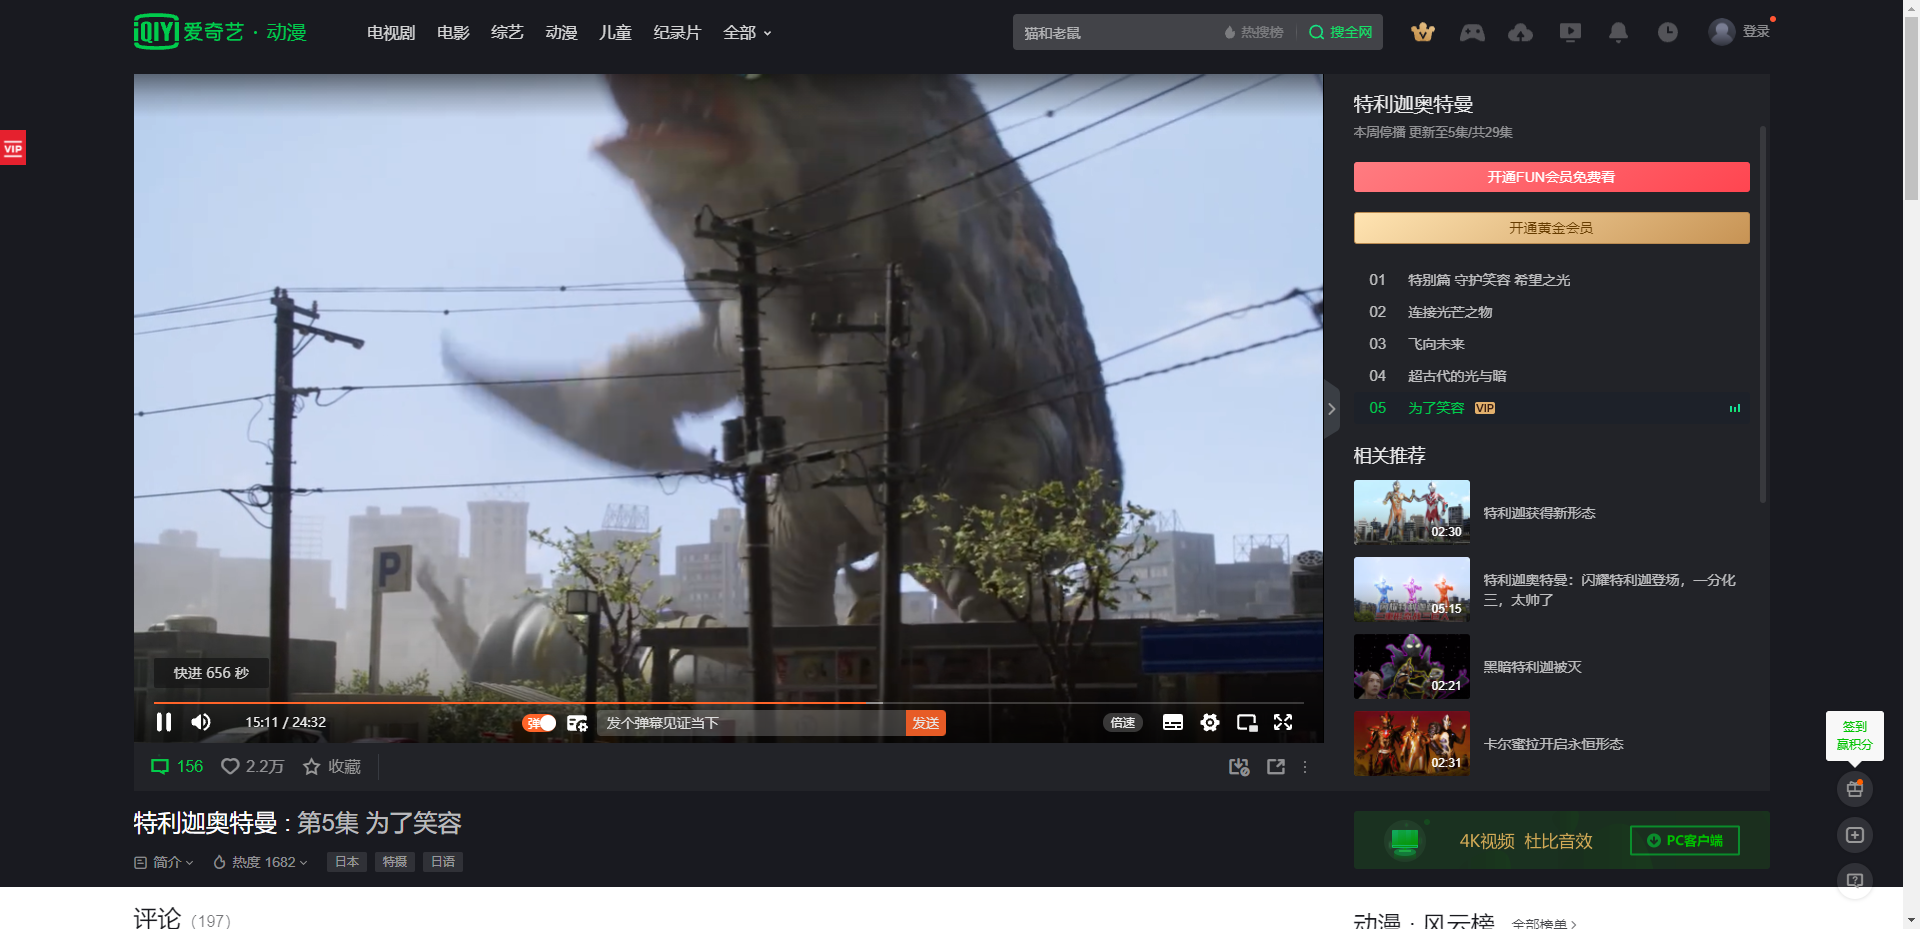 iQIYI 爱奇艺 · 动漫
电视剧 电影 综艺 动漫 儿童 纪录片 全部
猫和老鼠 热搜榜 搜全网
登录
VIP
P
快进 656 秒
15:11 / 24:32
弹
发个弹幕见证当下 发送
倍速
156 2.2万 收藏
特利迦奥特曼
本周停播 更新至5集/共29集
开通FUN会员免费看
开通黄金会员
01 特别篇 守护笑容 希望之光
02 连接光芒之物
03 飞向未来
04 超古代的光与暗
05 为了笑容 VIP
相关推荐
02:30
特利迦获得新形态
05:15
特利迦奥特曼：闪耀特利迦登场，一分化
三，太帅了
02:21
黑暗特利迦被灭
02:31
卡尔蜜拉开启永恒形态
签到
赢积分
特利迦奥特曼 : 第5集 为了笑容
简介 热度 1682 日本 特摄 日语
4K视频 杜比音效 PC客户端
评论（197）
动漫 · 风云榜 全部榜单